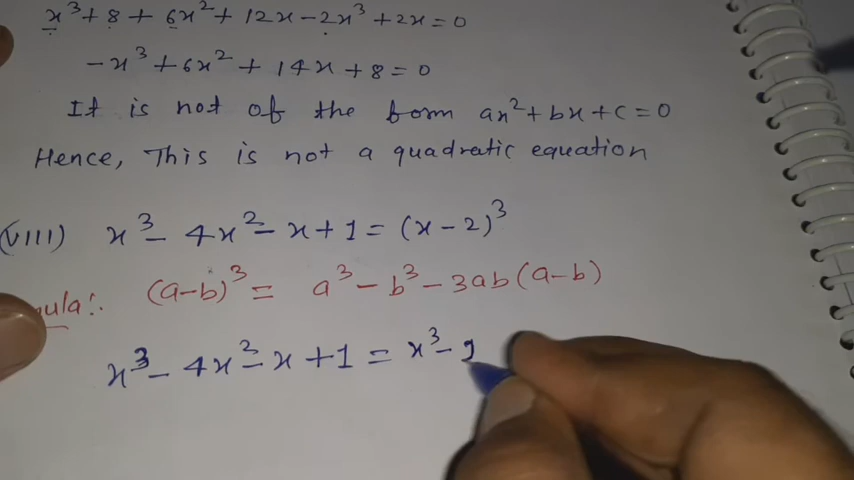 x³ + 8 + 6x² + 12x - 2x³ + 2x = 0
-x³ + 6x² + 14x + 8 = 0
It is not of the form ax² + bx + c = 0
Hence, This is not a quadratic equation
(VIII) x³ - 4x² - x + 1 = (x - 2)³
(a-b)³ = a³ - b³ - 3ab(a-b)
x³ - 4x² - x + 1 = x³ -